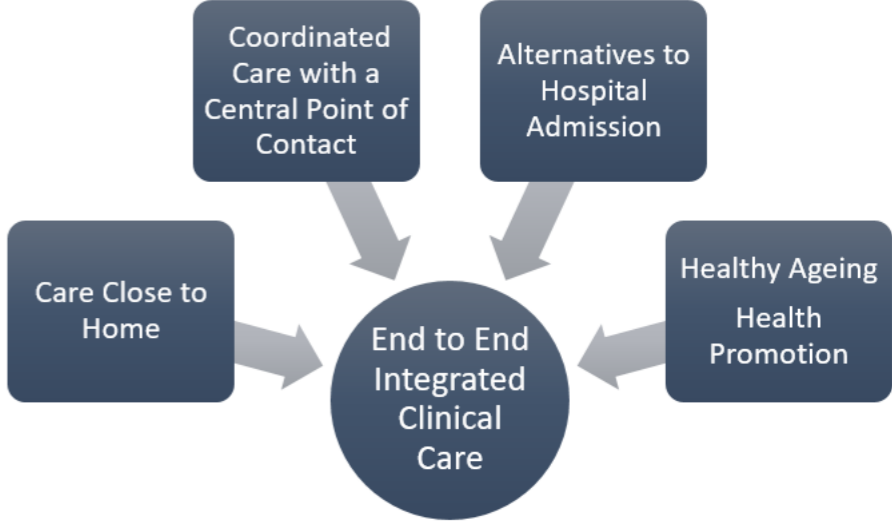 Coordinated
Care with a
Central Point of
Contact
Alternatives to
Hospital
Admission
Care Close to
Home
Healthy Ageing
Health
Promotion
End to End
Integrated
Clinical
Care